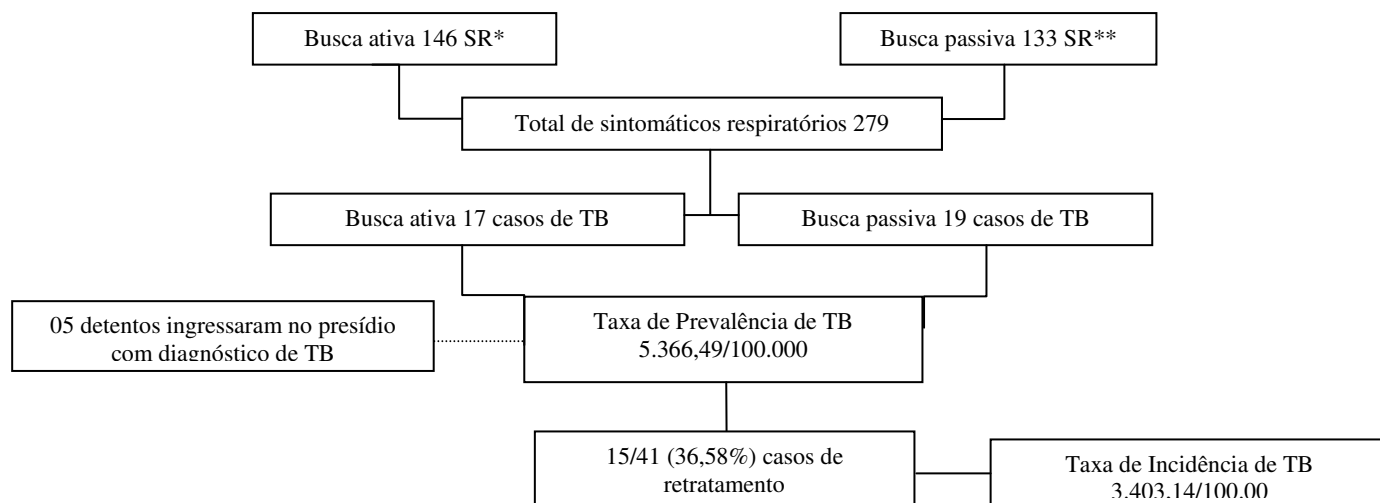 Busca ativa 146 SR*
Busca passiva 133 SR**
Total de sintomáticos respiratórios 279
Busca ativa 17 casos de TB
Busca passiva 19 casos de TB
05 detentos ingressaram no presídio
com diagnóstico de TB
Taxa de Prevalência de TB
5.366,49/100.000
15/41 (36,58%) casos de
retratamento
Taxa de Incidência de TB
3.403,14/100.00